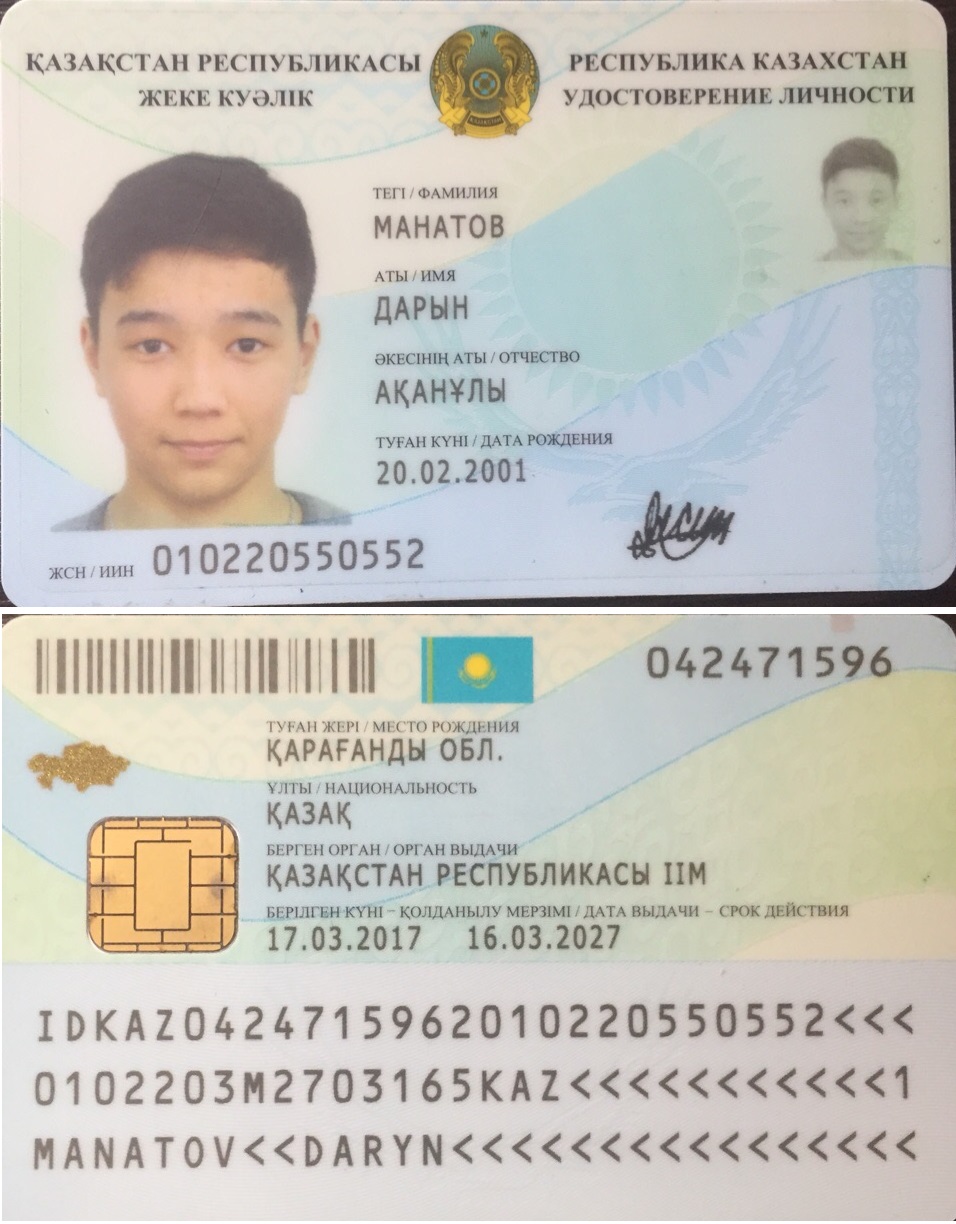 ҚАЗАҚСТАН РЕСПУБЛИКАСЫ
ЖЕКЕ КУӘЛІК
РЕСПУБЛИКА КАЗАХСТАН
УДОСТОВЕРЕНИЕ ЛИЧНОСТИ
ТЕГІ / ФАМИЛИЯ
МАНАТОВ
АТЫ / ИМЯ
ДАРЫН
ӘКЕСІНІҢ АТЫ / ОТЧЕСТВО
АҚАНҰЛЫ
ТУҒАН КҮНІ / ДАТА РОЖДЕНИЯ
20.02.2001
ЖСН / ИИН 010220550552
042471596
ТУҒАН ЖЕРІ / МЕСТО РОЖДЕНИЯ
ҚАРАҒАНДЫ ОБЛ.
ҰЛТЫ / НАЦИОНАЛЬНОСТЬ
ҚАЗАҚ
БЕРГЕН ОРГАН / ОРГАН ВЫДАЧИ
ҚАЗАҚСТАН РЕСПУБЛИКАСЫ ІІМ
БЕРІЛГЕН КҮНІ – ҚОЛДАНЫЛУ МЕРЗІМІ / ДАТА ВЫДАЧИ – СРОК ДЕЙСТВИЯ
17.03.2017 16.03.2027
IDKAZ0424715962010220550552<<<
0102203M2703165KAZ<<<<<<<<<<<1
MANATOV<<DARYN<<<<<<<<<<<<<<<<